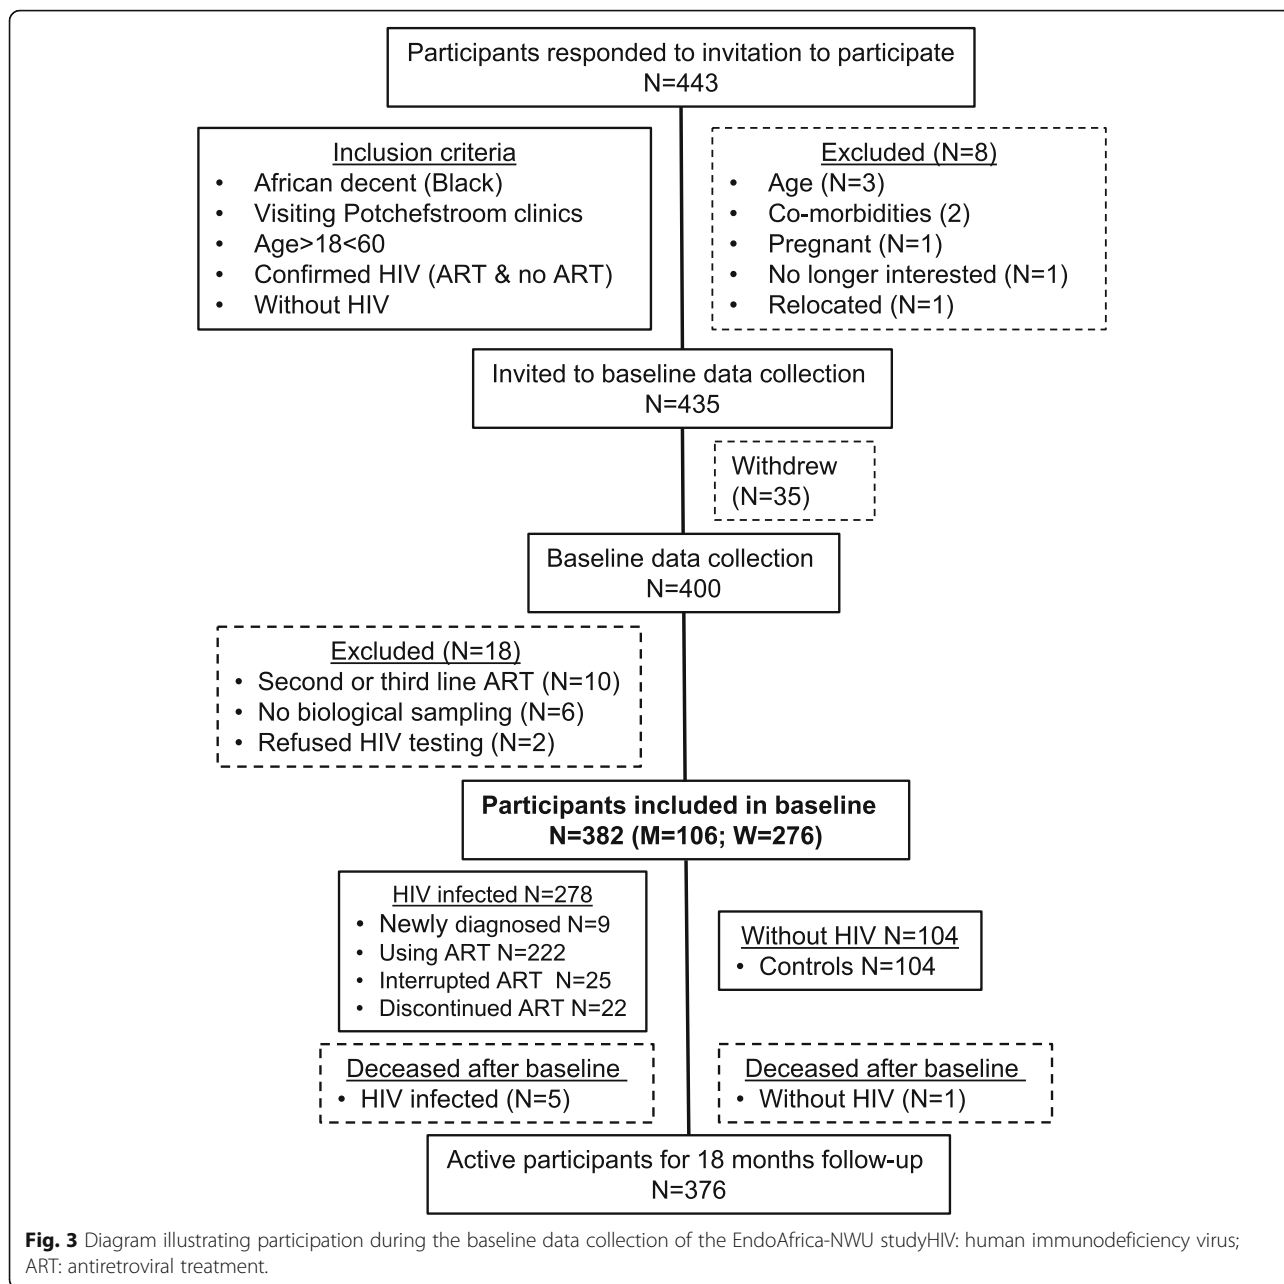 Participants responded to invitation to participate
N=443
Inclusion criteria
• African decent (Black)
• Visiting Potchefstroom clinics
• Age>18<60
• Confirmed HIV (ART & no ART)
• Without HIV
Excluded (N=8)
• Age (N=3)
• Co-morbidities (2)
• Pregnant (N=1)
• No longer interested (N=1)
• Relocated (N=1)
Invited to baseline data collection
N=435
Withdrew
(N=35)
Baseline data collection
N=400
Excluded (N=18)
• Second or third line ART (N=10)
• No biological sampling (N=6)
• Refused HIV testing (N=2)
Participants included in baseline
N=382 (M=106; W=276)
HIV infected N=278
• Newly diagnosed N=9
• Using ART N=222
• Interrupted ART N=25
• Discontinued ART N=22
Without HIV N=104
• Controls N=104
Deceased after baseline
• HIV infected (N=5)
Deceased after baseline
• Without HIV (N=1)
Active participants for 18 months follow-up
N=376
Fig. 3 Diagram illustrating participation during the baseline data collection of the EndoAfrica-NWU studyHIV: human immunodeficiency virus;
ART: antiretroviral treatment.